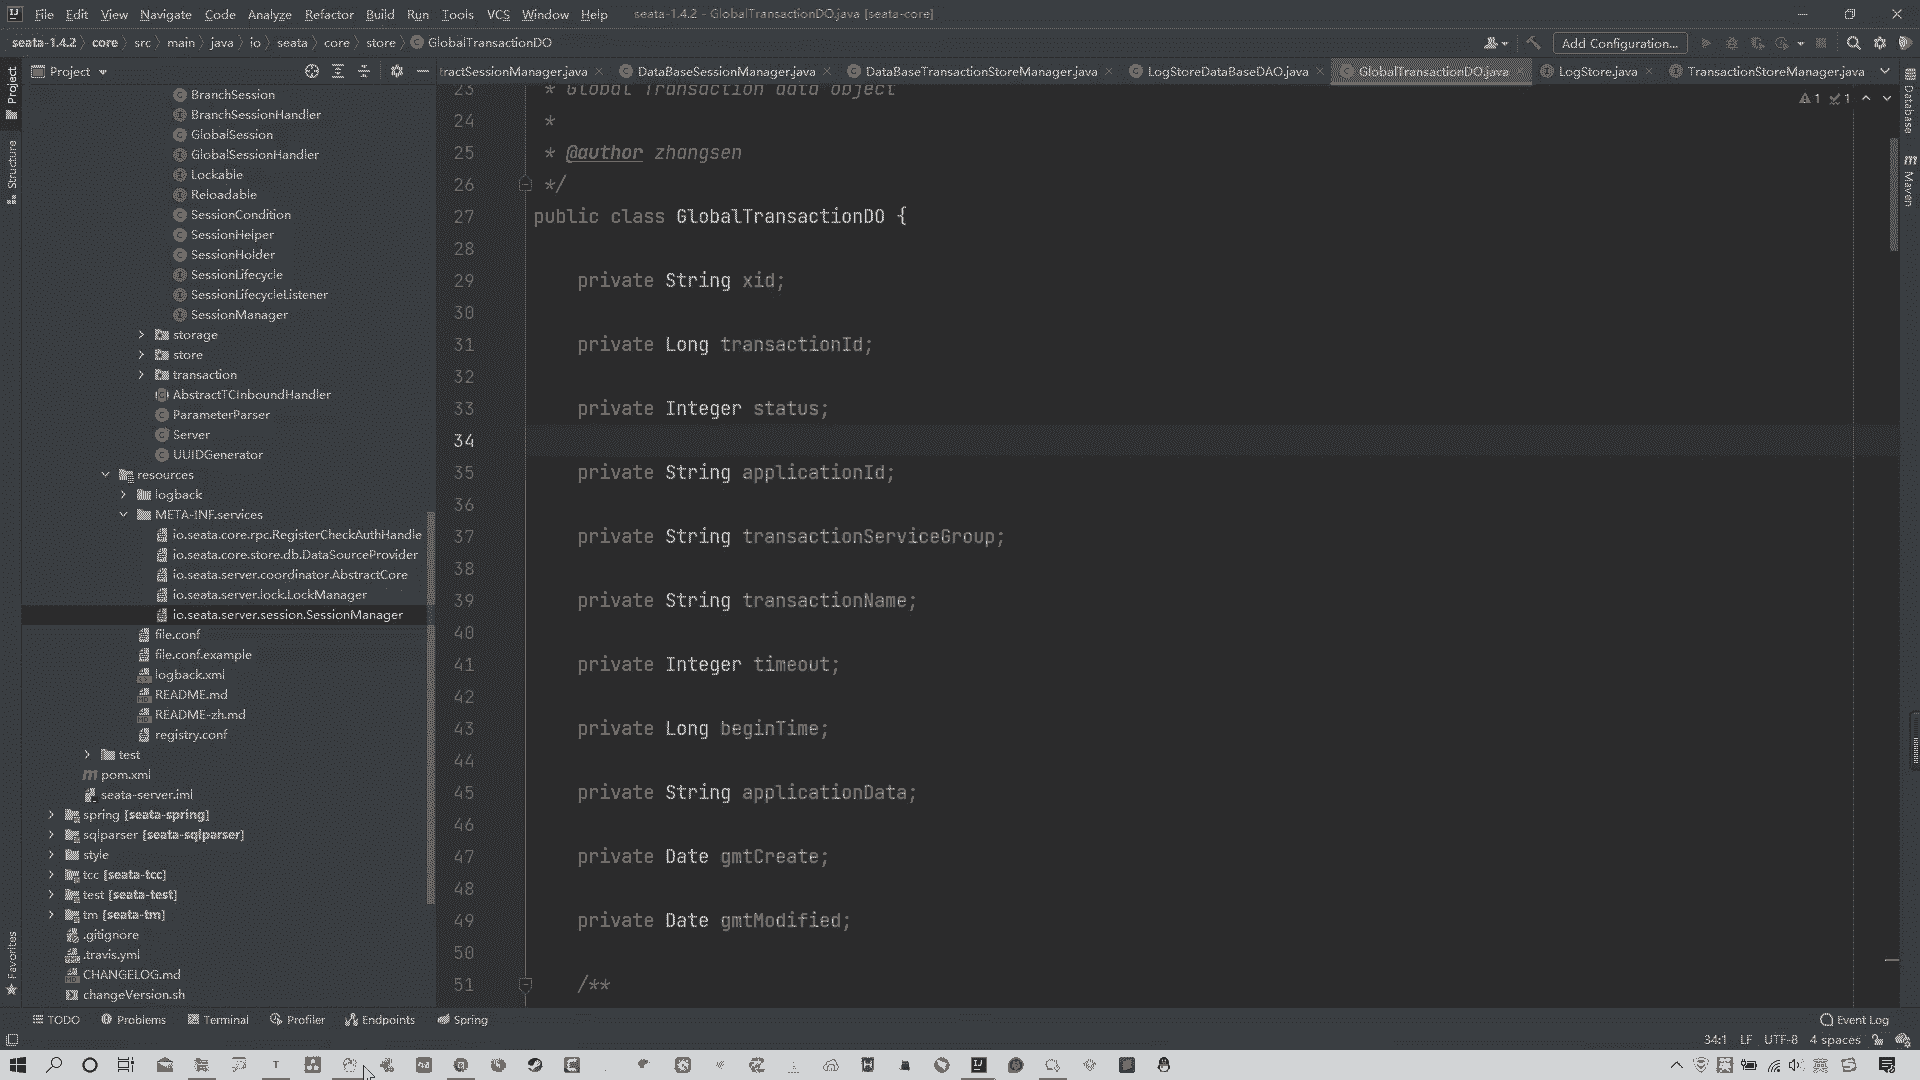 File Edit View Navigate Code Analyze Refactor Build Run Tools VCS Window Help seata-1.4.2 - GlobalTransactionDO.java [seata-core]
seata-1.4.2 core src main java io seata core store GlobalTransactionDO Add Configuration...
Project
tractSessionManager.java DataBaseSessionManager.java DataBaseTransactionStoreManager.java LogStoreDataBaseDAO.java GlobalTransactionDO.java LogStore.java TransactionStoreManager.java
Project
Structure
Favorites
BranchSession
BranchSessionHandler
GlobalSession
GlobalSessionHandler
Lockable
Reloadable
SessionCondition
SessionHelper
SessionHolder
SessionLifecycle
SessionLifecycleListener
SessionManager
storage
store
transaction
AbstractTCInboundHandler
ParameterParser
Server
UUIDGenerator
resources
logback
META-INF.services
io.seata.core.rpc.RegisterCheckAuthHandle
io.seata.core.store.db.DataSourceProvider
io.seata.server.coordinator.AbstractCore
io.seata.server.lock.LockManager
io.seata.server.session.SessionManager
file.conf
file.conf.example
logback.xml
README.md
README-zh.md
registry.conf
test
pom.xml
seata-server.iml
spring [seata-spring]
sqlparser [seata-sqlparser]
style
tcc [seata-tcc]
test [seata-test]
tm [seata-tm]
.gitignore
.travis.yml
CHANGELOG.md
changeVersion.sh
23 * Global Transaction data object
24 *
25 * @author zhangsen
26 */
27 public class GlobalTransactionDO {
28
29 private String xid;
30
31 private Long transactionId;
32
33 private Integer status;
34
35 private String applicationId;
36
37 private String transactionServiceGroup;
38
39 private String transactionName;
40
41 private Integer timeout;
42
43 private Long beginTime;
44
45 private String applicationData;
46
47 private Date gmtCreate;
48
49 private Date gmtModified;
50
51 /**
1 1
Database
Maven
TODO Problems Terminal Profiler Endpoints Spring Event Log
34:1 LF UTF-8 4 spaces